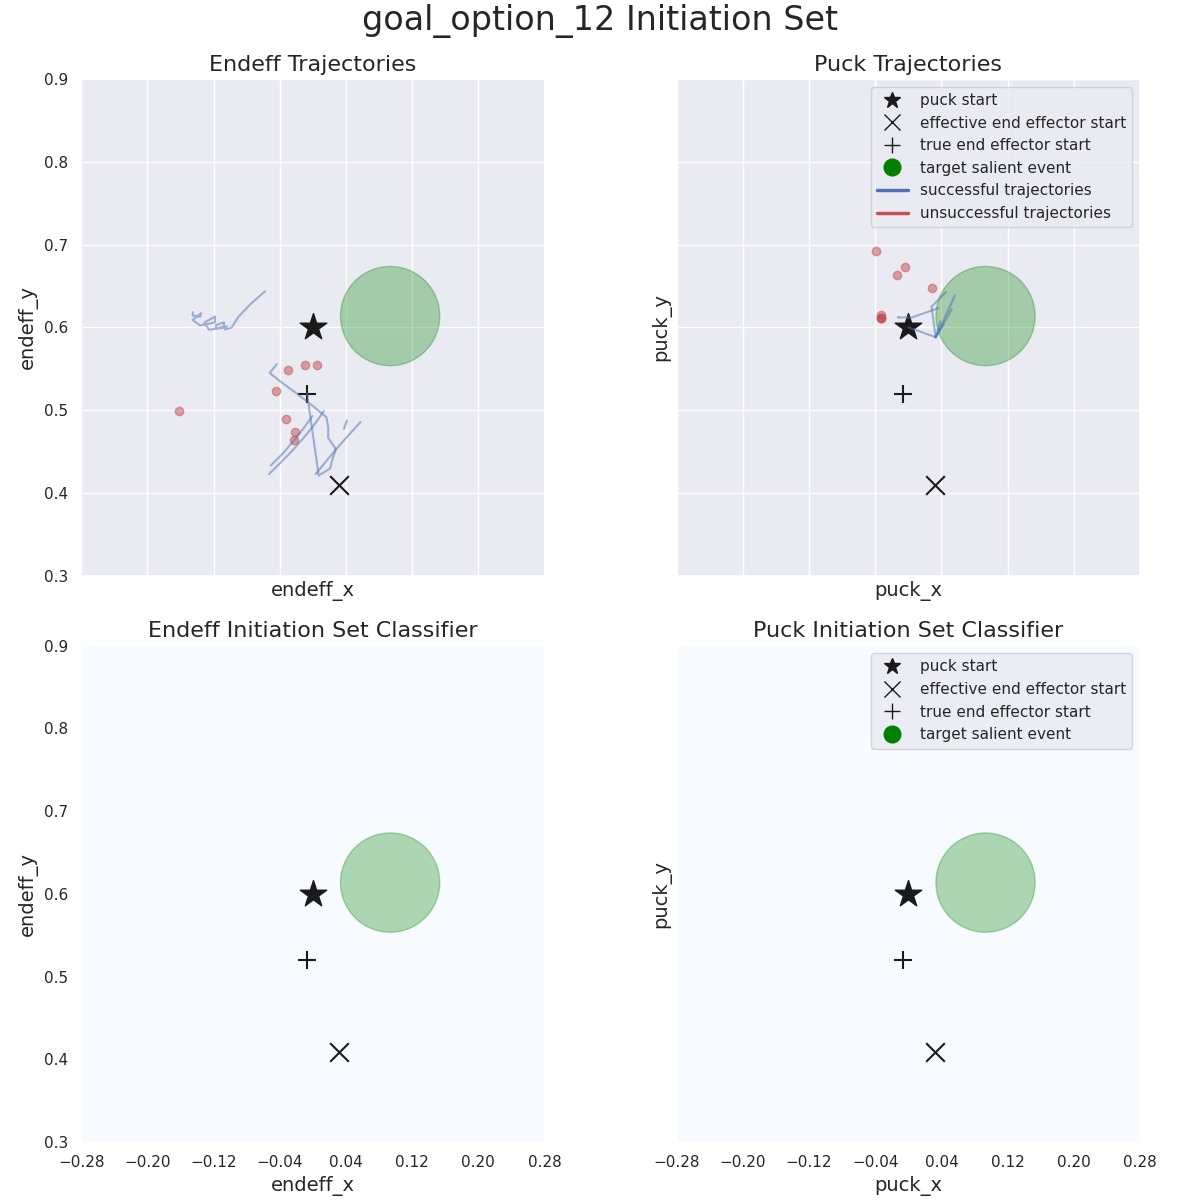 goal_option_12 Initiation Set
Endeff Trajectories
0.9
0.8
0.7
0.6
0.5
0.4
0.3
endeff_y
endeff_x
Puck Trajectories
puck start
effective end effector start
true end effector start
target salient event
successful trajectories
unsuccessful trajectories
puck_y
puck_x
Endeff Initiation Set Classifier
0.9
0.8
0.7
0.6
0.5
0.4
0.3
endeff_y
−0.28 −0.20 −0.12 −0.04 0.04 0.12 0.20 0.28
endeff_x
Puck Initiation Set Classifier
puck start
effective end effector start
true end effector start
target salient event
puck_y
−0.28 −0.20 −0.12 −0.04 0.04 0.12 0.20 0.28
puck_x